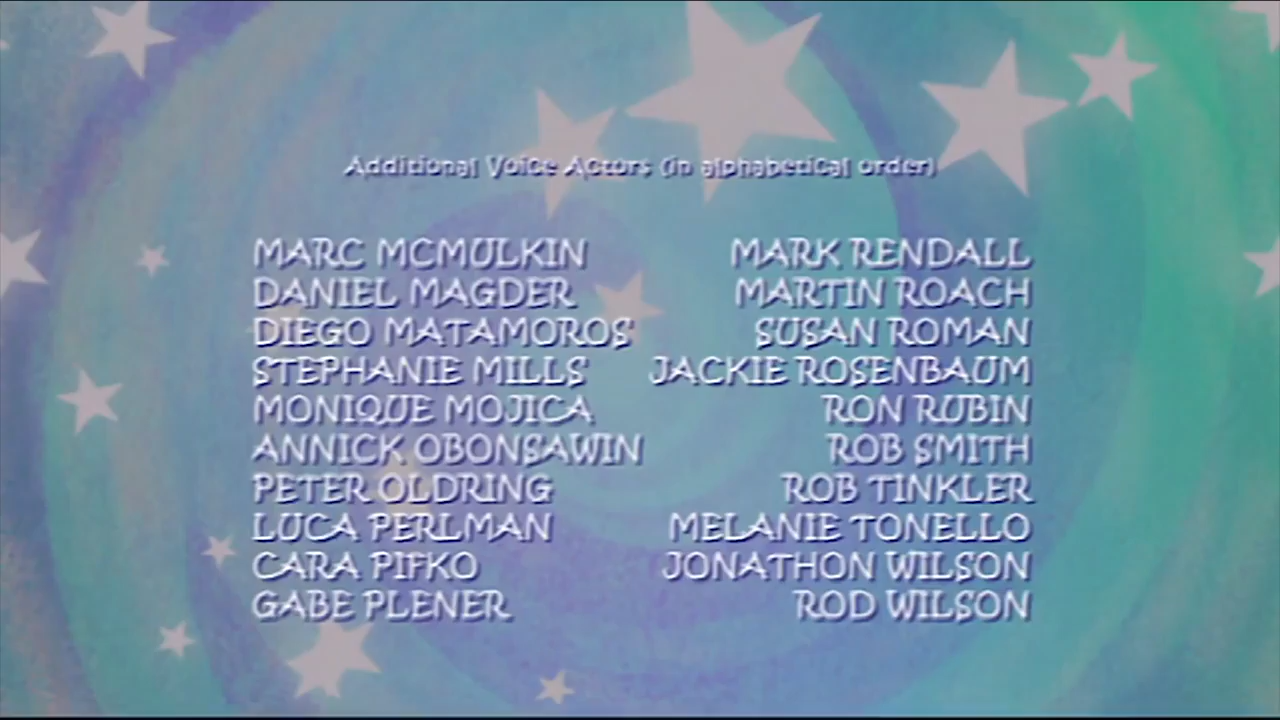 Additional Voice Actors (in alphabetical order)
MARC MCMULKIN MARK RENDALL
DANIEL MAGDER MARTIN ROACH
DIEGO MATAMOROS SUSAN ROMAN
STEPHANIE MILLS JACKIE ROSENBAUM
MONIQUE MOJICA RON RUBIN
ANNICK OBONSAWIN ROB SMITH
PETER OLDRING ROB TINKLER
LUCA PERLMAN MELANIE TONELLO
CARA PIFKO JONATHON WILSON
GABE PLENER ROD WILSON